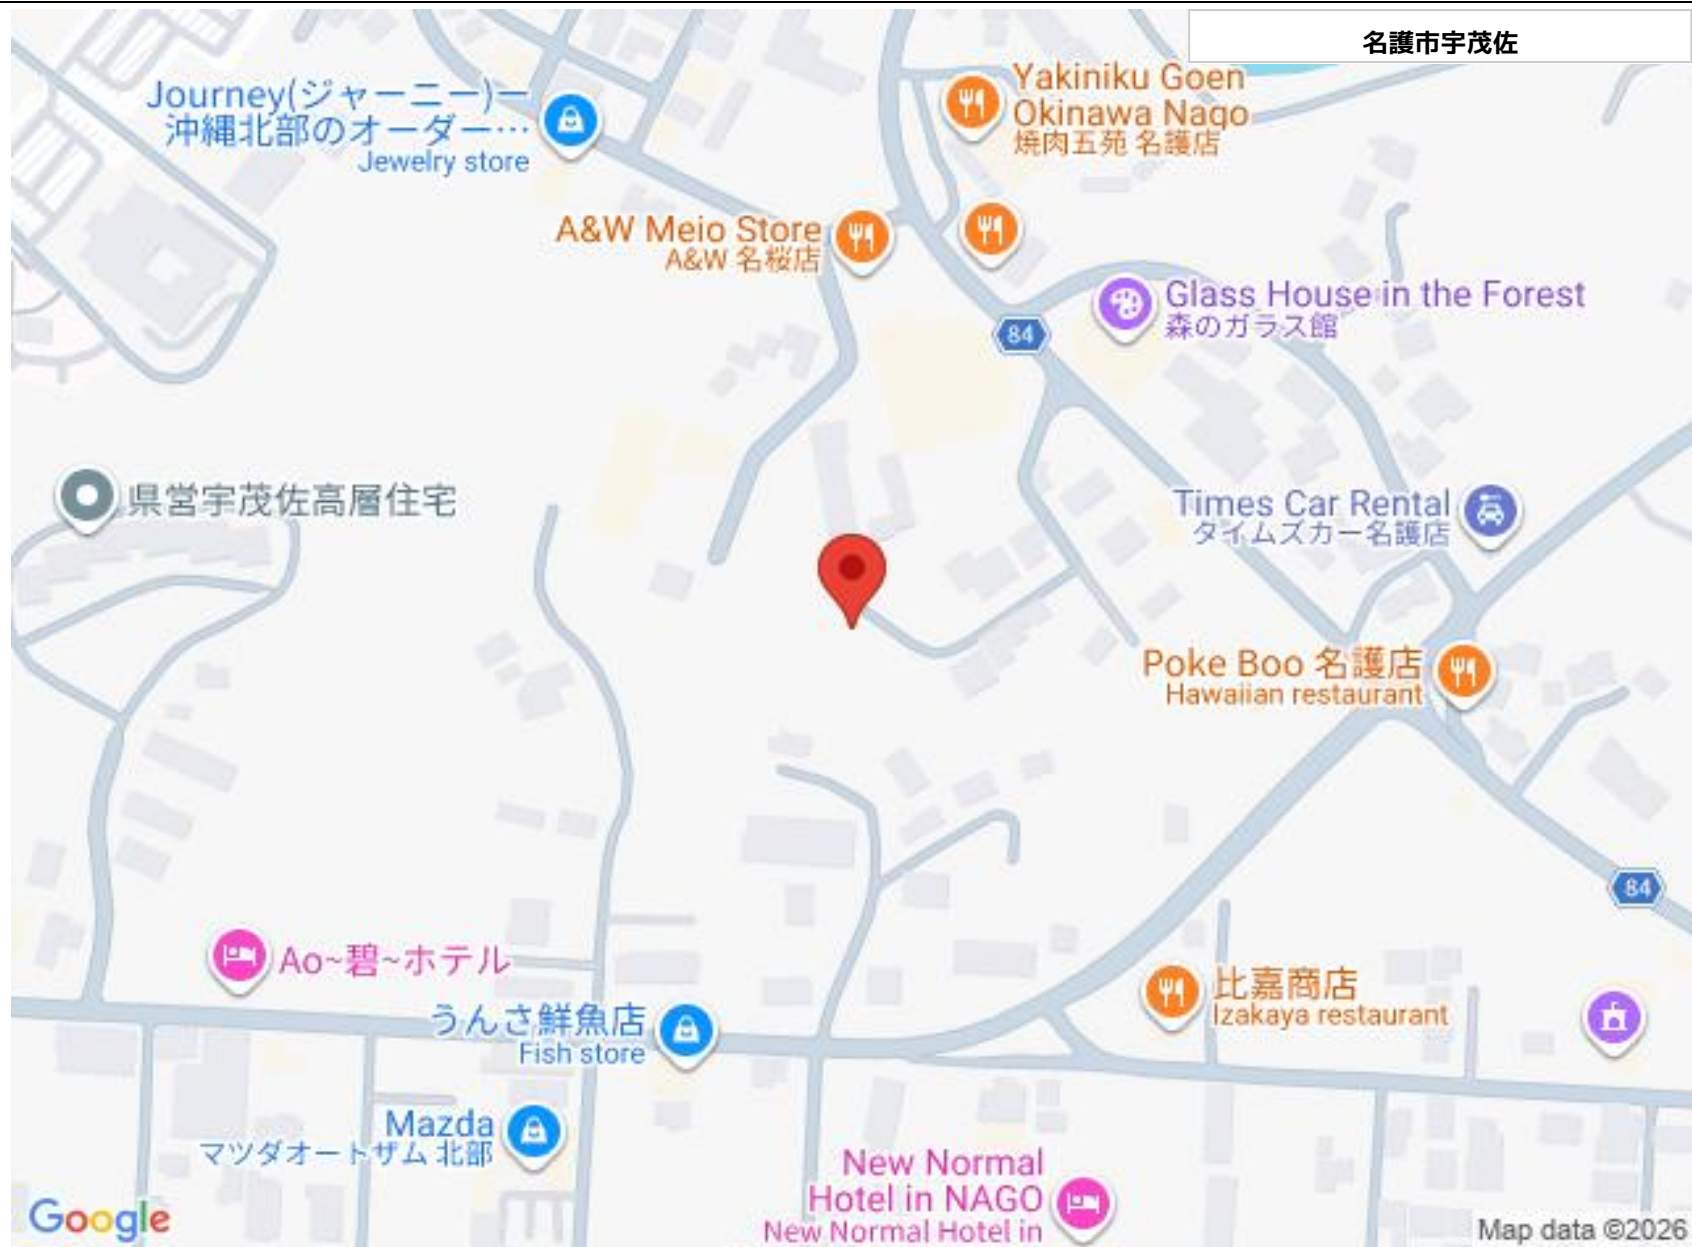 名護市宇茂佐
Yakiniku Goen
Okinawa Nago
焼肉五苑 名護店
Journey(ジャーニー)ー
沖縄北部のオーダー…
Jewelry store
A&W Meio Store
A&W 名桜店
Glass House in the Forest
森のガラス館
84
県営宇茂佐高層住宅
Times Car Rental
タイムズカー名護店
Poke Boo 名護店
Hawaiian restaurant
84
Ao~碧~ホテル
比嘉商店
Izakaya restaurant
うんさ鮮魚店
Fish store
Mazda
マツダオートザム 北部
New Normal
Hotel in NAGO
New Normal Hotel in
Google
Map data ©2026